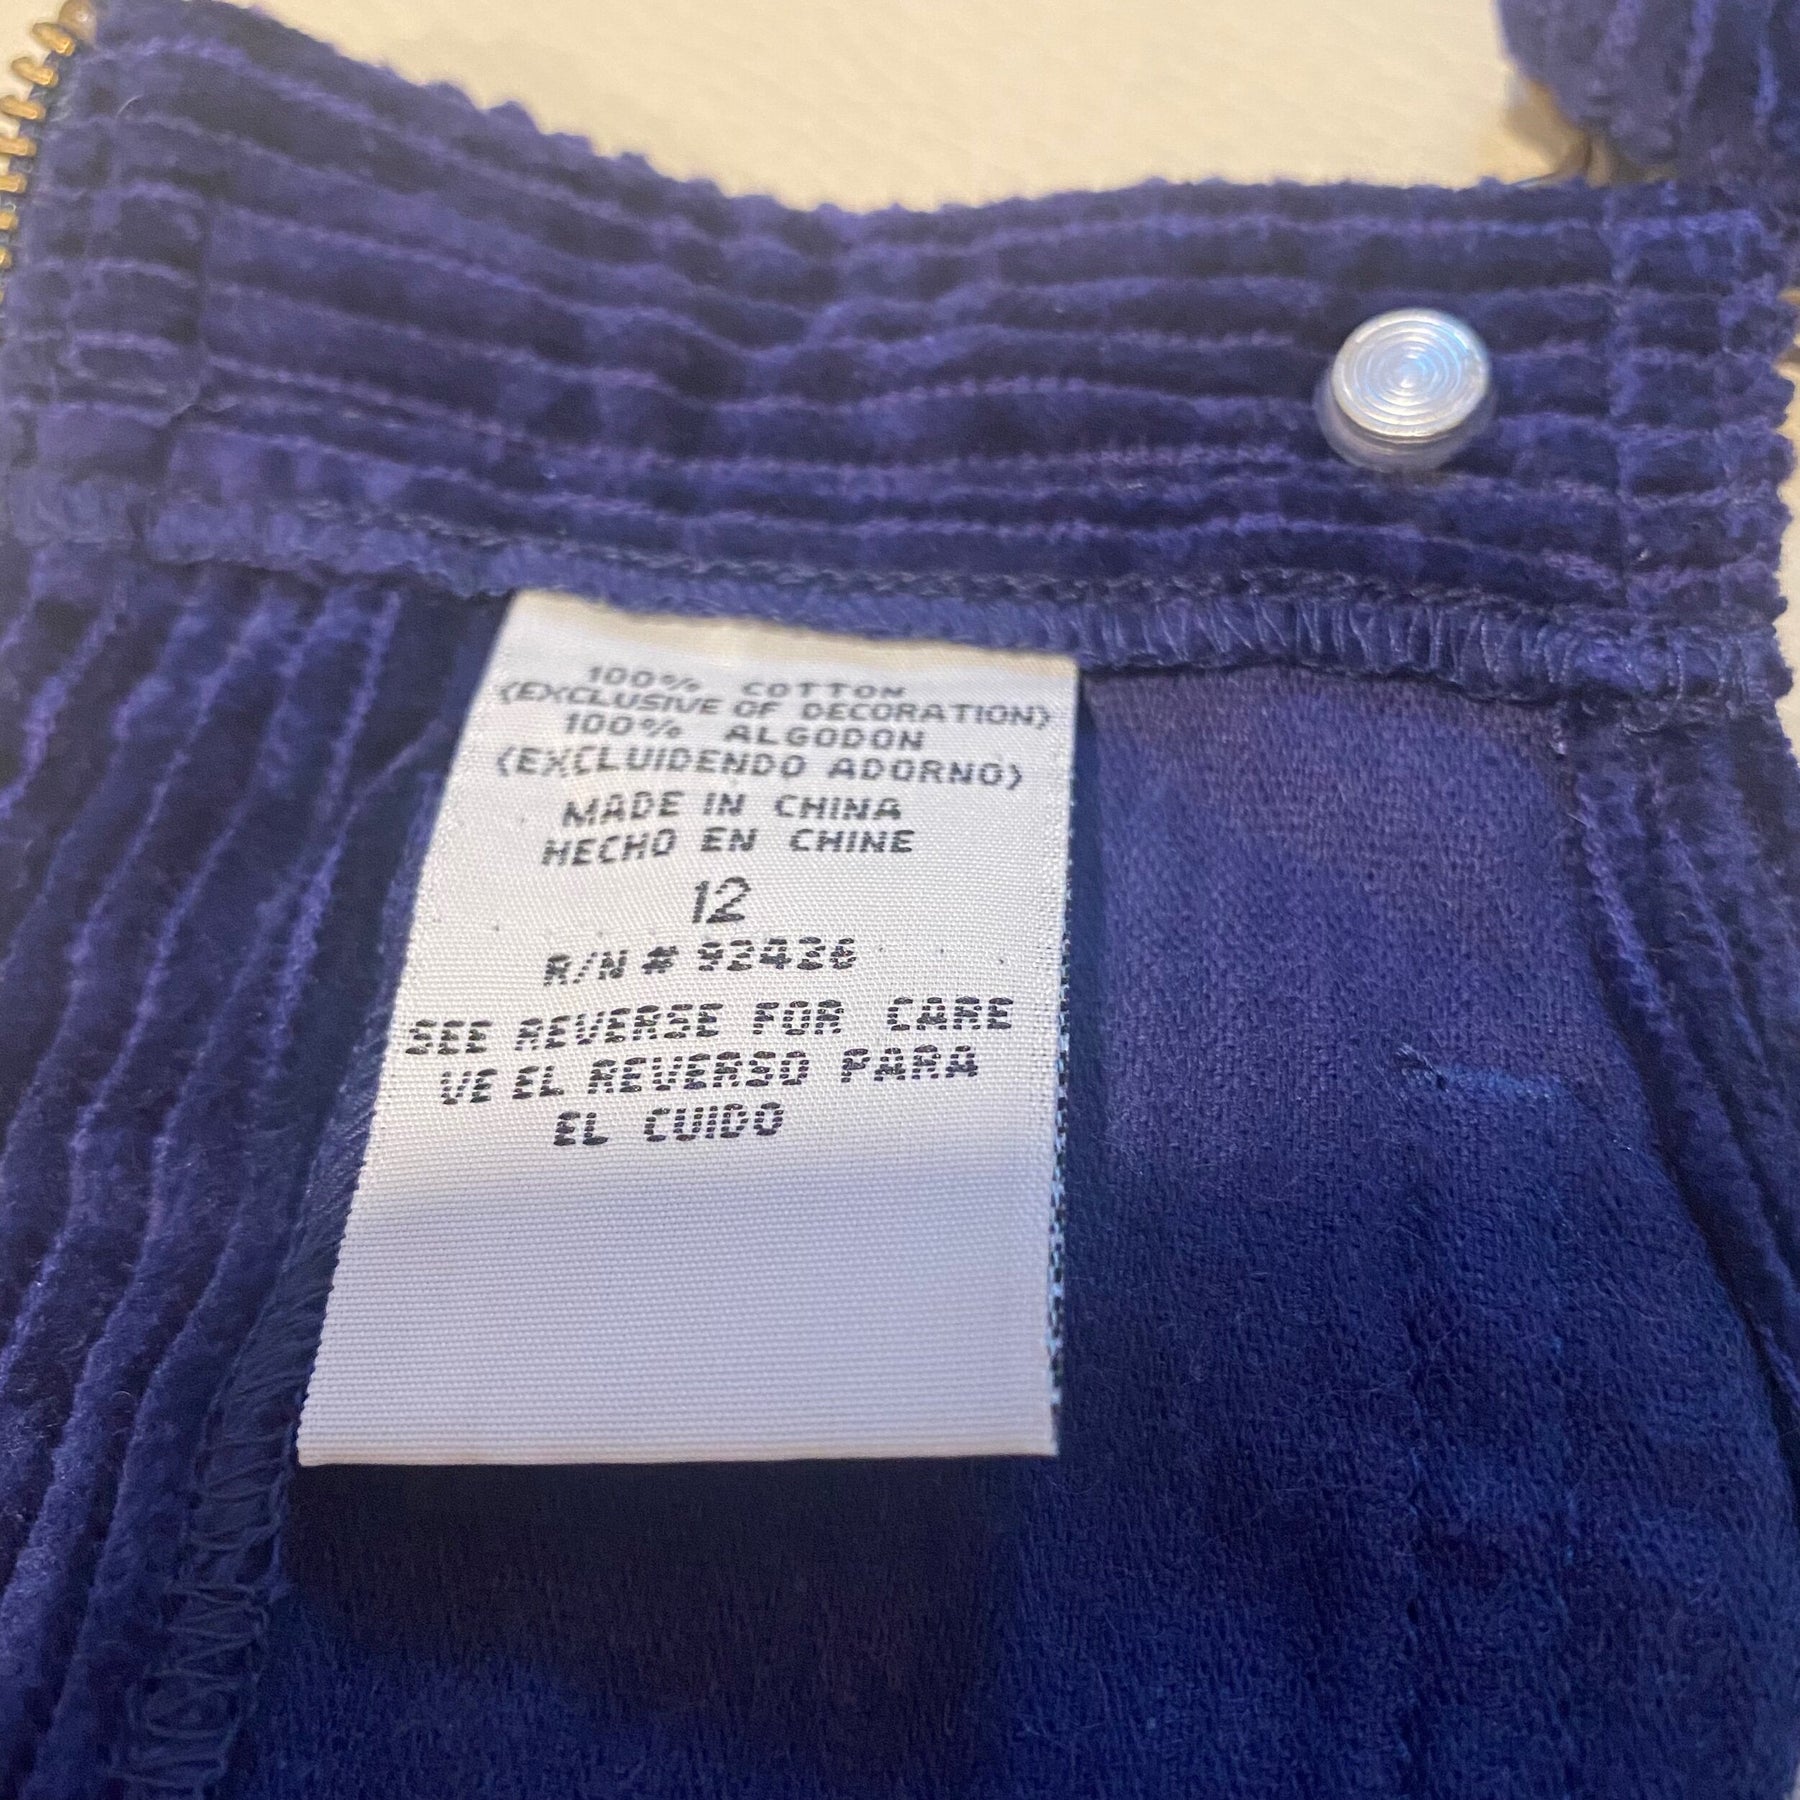 100% COTTON
(EXCLUSIVE OF DECORATION)
100% ALGODON
(EXCLUIDENDO ADORNO)
MADE IN CHINA
HECHO EN CHINE
12
R/N # 92426
SEE REVERSE FOR CARE
VE EL REVERSO PARA
EL CUIDO